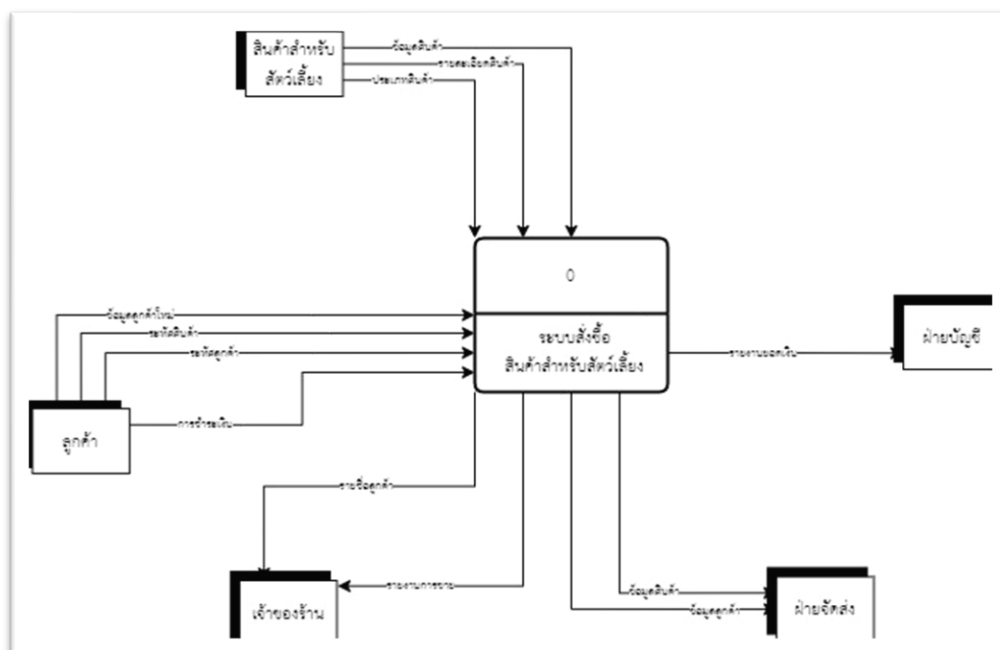 สินค้าสำหรับ
สัตว์เลี้ยง
ข้อมูลสินค้า
รายละเอียดสินค้า
ประเภทสินค้า
0
ระบบสั่งซื้อ
สินค้าสำหรับสัตว์เลี้ยง
ข้อมูลลูกค้าใหม่
รหัสสินค้า
รหัสลูกค้า
การชำระเงิน
ลูกค้า
รายงานยอดเงิน
ฝ่ายบัญชี
รายชื่อลูกค้า
รายงานการขาย
เจ้าของร้าน
ข้อมูลสินค้า
ข้อมูลลูกค้า
ฝ่ายจัดส่ง